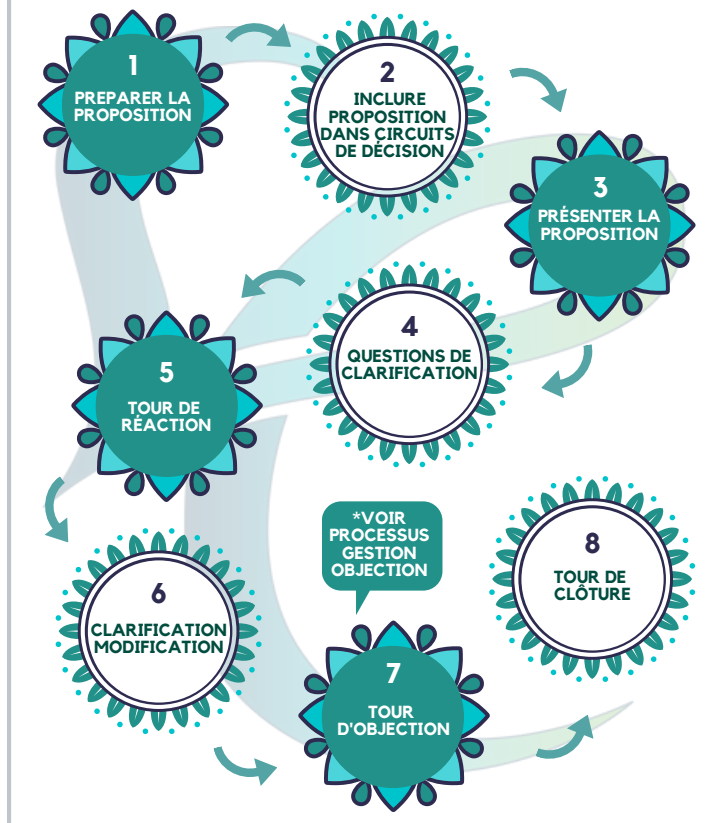 1
PREPARER LA
PROPOSITION
2
INCLURE
PROPOSITION
DANS CIRCUITS
DE DÉCISION
3
PRÉSENTER LA
PROPOSITION
4
QUESTIONS DE
CLARIFICATION
5
TOUR DE
RÉACTION
6
CLARIFICATION
MODIFICATION
*VOIR
PROCESSUS
GESTION
OBJECTION
7
TOUR
D'OBJECTION
8
TOUR DE
CLÔTURE